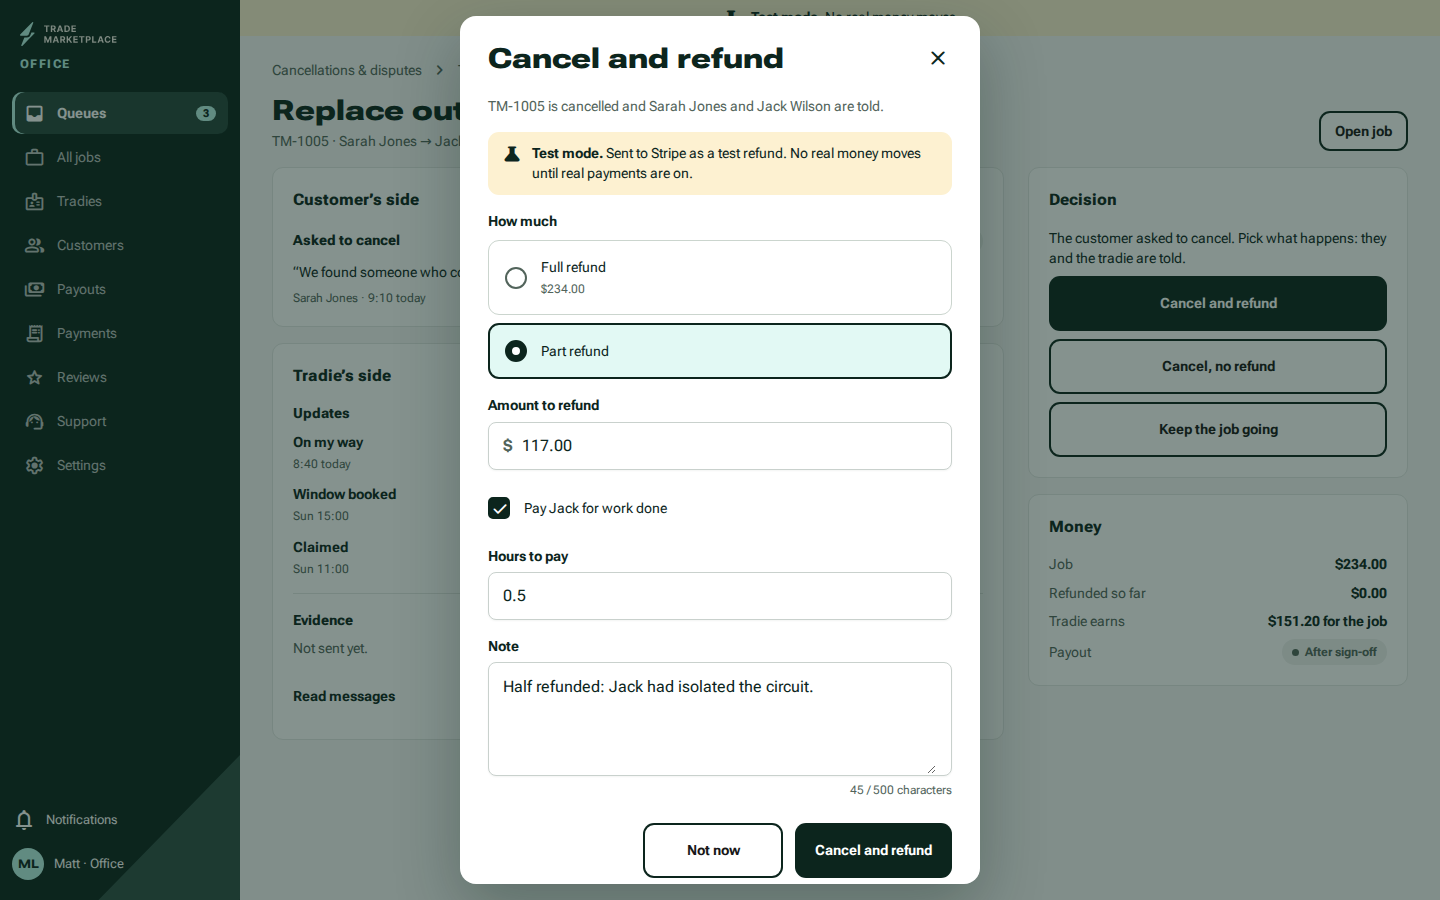 TRADE
MARKETPLACE
OFFICE
Queues
3
All jobs
Tradies
Customers
Payouts
Payments
Reviews
Support
Settings
Notifications
ML
Matt · Office
Cancellations & disputes
Replace
TM-1005 · Sarah Jones →
Open job
Customer’s side
Asked to cancel
“We found someone who
Sarah Jones · 9:10 today
Tradie’s side
Updates
On my way
8:40 today
Window booked
Sun 15:00
Claimed
Sun 11:00
Evidence
Not sent yet.
Read messages
Cancel and refund
TM-1005 is cancelled and Sarah Jones and Jack Wilson are told.
Test mode. Sent to Stripe as a test refund. No real money moves
until real payments are on.
How much
Full refund
$234.00
Part refund
Amount to refund
$ 117.00
Pay Jack for work done
Hours to pay
0.5
Note
Half refunded: Jack had isolated the circuit.
45 / 500 characters
Not now
Cancel and refund
Decision
The customer asked to cancel. Pick what happens: they
and the tradie are told.
Cancel and refund
Cancel, no refund
Keep the job going
Money
Job
$234.00
Refunded so far
$0.00
Tradie earns
$151.20 for the job
Payout
After sign-off